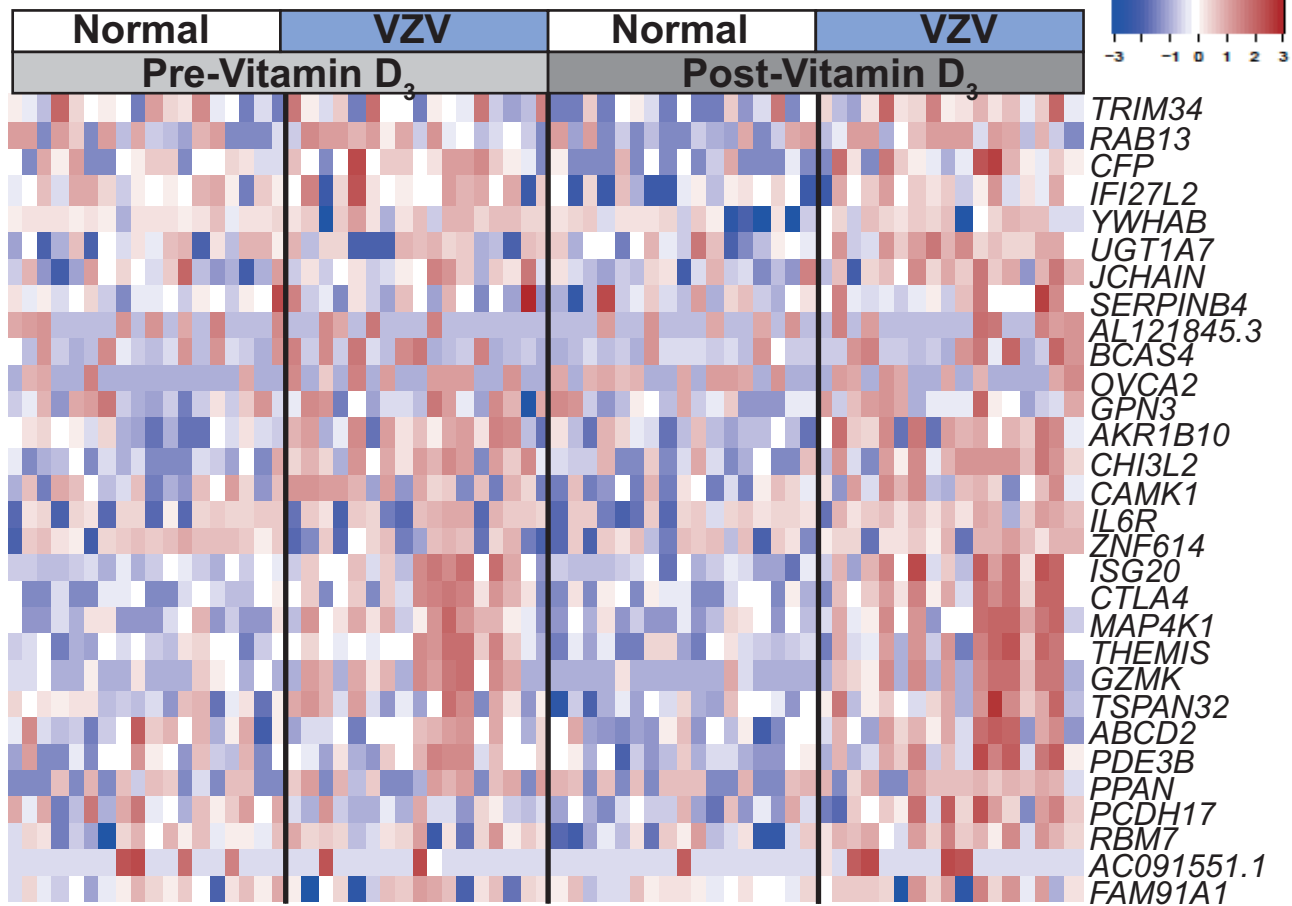 Normal VZV Normal VZV
Pre-Vitamin D3 Post-Vitamin D3
−3 −1 0 1 2 3
TRIM34
RAB13
CFP
IFI27L2
YWHAB
UGT1A7
JCHAIN
SERPINB4
AL121845.3
BCAS4
OVCA2
GPN3
AKR1B10
CHI3L2
CAMK1
IL6R
ZNF614
ISG20
CTLA4
MAP4K1
THEMIS
GZMK
TSPAN32
ABCD2
PDE3B
PPAN
PCDH17
RBM7
AC091551.1
FAM91A1